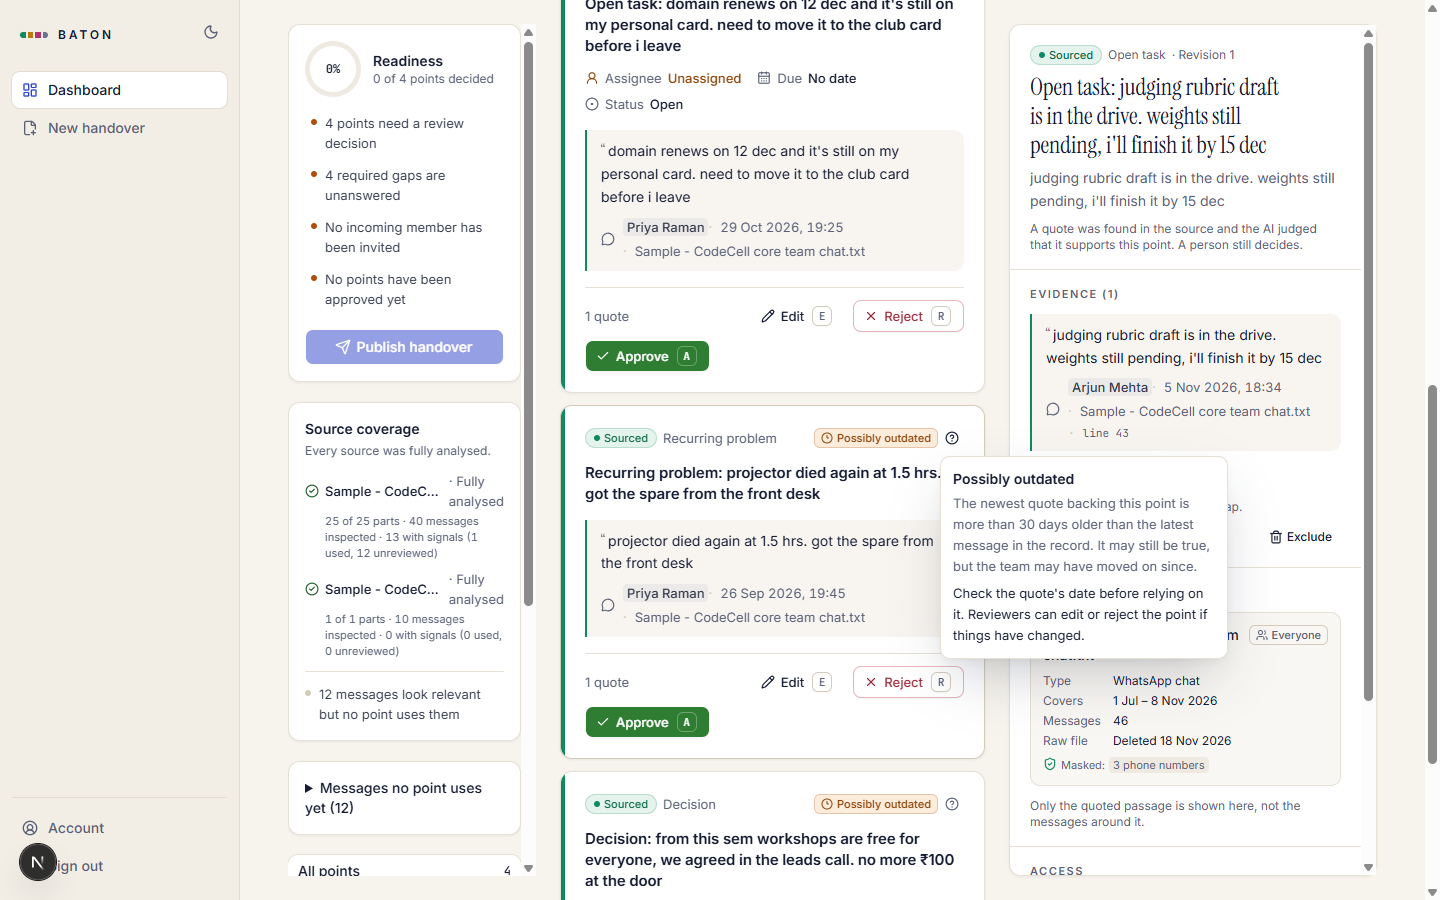 BATON
Dashboard
New handover
Account
ign out
N
0%
Readiness
0 of 4 points decided
4 points need a review
decision
4 required gaps are
unanswered
No incoming member has
been invited
No points have been
approved yet
Publish handover
Source coverage
Every source was fully analysed.
Sample - CodeC... · Fully
analysed
25 of 25 parts · 40 messages
inspected · 13 with signals (1
used, 12 unreviewed)
Sample - CodeC... · Fully
analysed
1 of 1 parts · 10 messages
inspected · 0 with signals (0 used,
0 unreviewed)
12 messages look relevant
but no point uses them
Messages no point uses
yet (12)
All points 4
Open task: domain renews on 12 dec and it's still on
my personal card. need to move it to the club card
before i leave
Assignee Unassigned Due No date
Status Open
“domain renews on 12 dec and it's still on my
personal card. need to move it to the club card
before i leave
Priya Raman · 29 Oct 2026, 19:25
· Sample - CodeCell core team chat.txt
1 quote Edit E Reject R
Approve A
Sourced Recurring problem Possibly outdated
Recurring problem: projector died again at 1.5 hrs.
got the spare from the front desk
“projector died again at 1.5 hrs. got the spare from
the front desk
Priya Raman · 26 Sep 2026, 19:45
· Sample - CodeCell core team chat.txt
1 quote Edit E Reject R
Approve A
Sourced Decision Possibly outdated
Decision: from this sem workshops are free for
everyone, we agreed in the leads call. no more ₹100
at the door
Sourced Open task · Revision 1
Open task: judging rubric draft
is in the drive. weights still
pending, i'll finish it by 15 dec
judging rubric draft is in the drive. weights still
pending, i'll finish it by 15 dec
A quote was found in the source and the AI judged
that it supports this point. A person still decides.
EVIDENCE (1)
“judging rubric draft is in the drive.
weights still pending, i'll finish it by 15 dec
Arjun Mehta · 5 Nov 2026, 18:34
· Sample - CodeCell core team chat.txt
· line 43
Possibly outdated
The newest quote backing this point is
more than 30 days older than the latest
message in the record. It may still be true,
but the team may have moved on since.
Check the quote's date before relying on
it. Reviewers can edit or reject the point if
things have changed.
ap.
Exclude
m Everyone
Type WhatsApp chat
Covers 1 Jul – 8 Nov 2026
Messages 46
Raw file Deleted 18 Nov 2026
Masked: 3 phone numbers
Only the quoted passage is shown here, not the
messages around it.
ACCESS